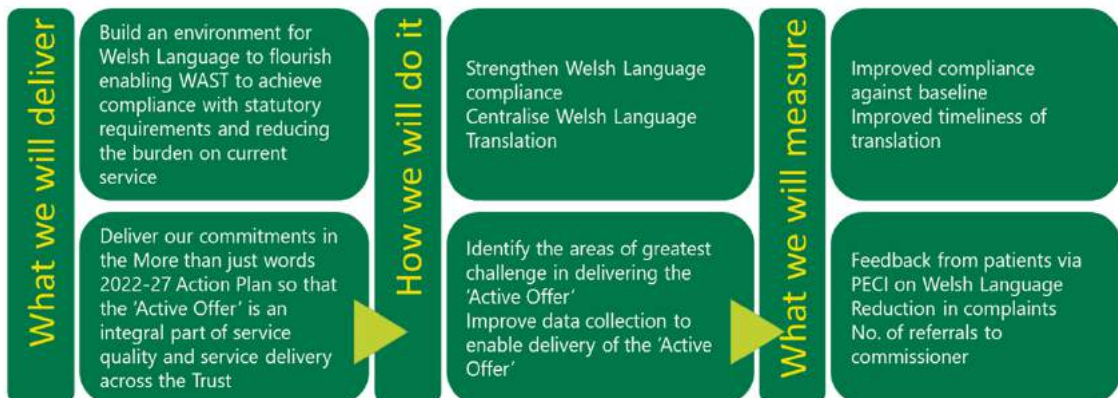 What we will deliver
Build an environment for
Welsh Language to flourish
enabling WAST to achieve
compliance with statutory
requirements and reducing
the burden on current
service
Deliver our commitments in
the More than just words
2022-27 Action Plan so that
the ‘Active Offer’ is an
integral part of service
quality and service delivery
across the Trust
How we will do it
Strengthen Welsh Language
compliance
Centralise Welsh Language
Translation
Identify the areas of greatest
challenge in delivering the
‘Active Offer’
Improve data collection to
enable delivery of the ‘Active
Offer’
What we will measure
Improved compliance
against baseline
Improved timeliness of
translation
Feedback from patients via
PECI on Welsh Language
Reduction in complaints
No. of referrals to
commissioner